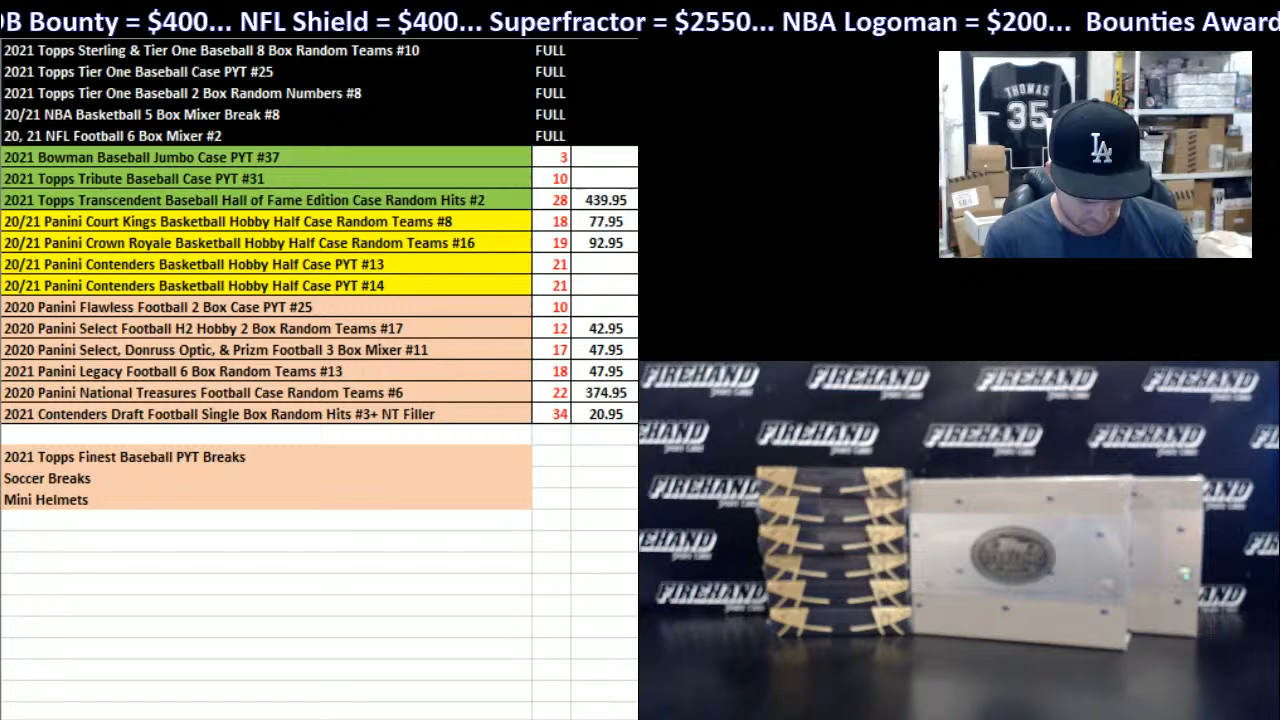 OB Bounty = $400... NFL Shield = $400... Superfractor = $2550... NBA Logoman = $200... Bounties Award
2021 Topps Sterling & Tier One Baseball 8 Box Random Teams #10 FULL
2021 Topps Tier One Baseball Case PYT #25 FULL
2021 Topps Tier One Baseball 2 Box Random Numbers #8 FULL
20/21 NBA Basketball 5 Box Mixer Break #8 FULL
20, 21 NFL Football 6 Box Mixer #2 FULL
2021 Bowman Baseball Jumbo Case PYT #37 3
2021 Topps Tribute Baseball Case PYT #31 10
2021 Topps Transcendent Baseball Hall of Fame Edition Case Random Hits #2 28 439.95
20/21 Panini Court Kings Basketball Hobby Half Case Random Teams #8 18 77.95
20/21 Panini Crown Royale Basketball Hobby Half Case Random Teams #16 19 92.95
20/21 Panini Contenders Basketball Hobby Half Case PYT #13 21
20/21 Panini Contenders Basketball Hobby Half Case PYT #14 21
2020 Panini Flawless Football 2 Box Case PYT #25 10
2020 Panini Select Football H2 Hobby 2 Box Random Teams #17 12 42.95
2020 Panini Select, Donruss Optic, & Prizm Football 3 Box Mixer #11 17 47.95
2021 Panini Legacy Football 6 Box Random Teams #13 18 47.95
2020 Panini National Treasures Football Case Random Teams #6 22 374.95
2021 Contenders Draft Football Single Box Random Hits #3+ NT Filler 34 20.95
2021 Topps Finest Baseball PYT Breaks
Soccer Breaks
Mini Helmets
THOMAS
35
LA
FIREHAND FIREHAND FIREHAND FIREHAND
FIREHAND FIREHAND FIREHAND
FIREHAND
FIREHAND
FIREHAND